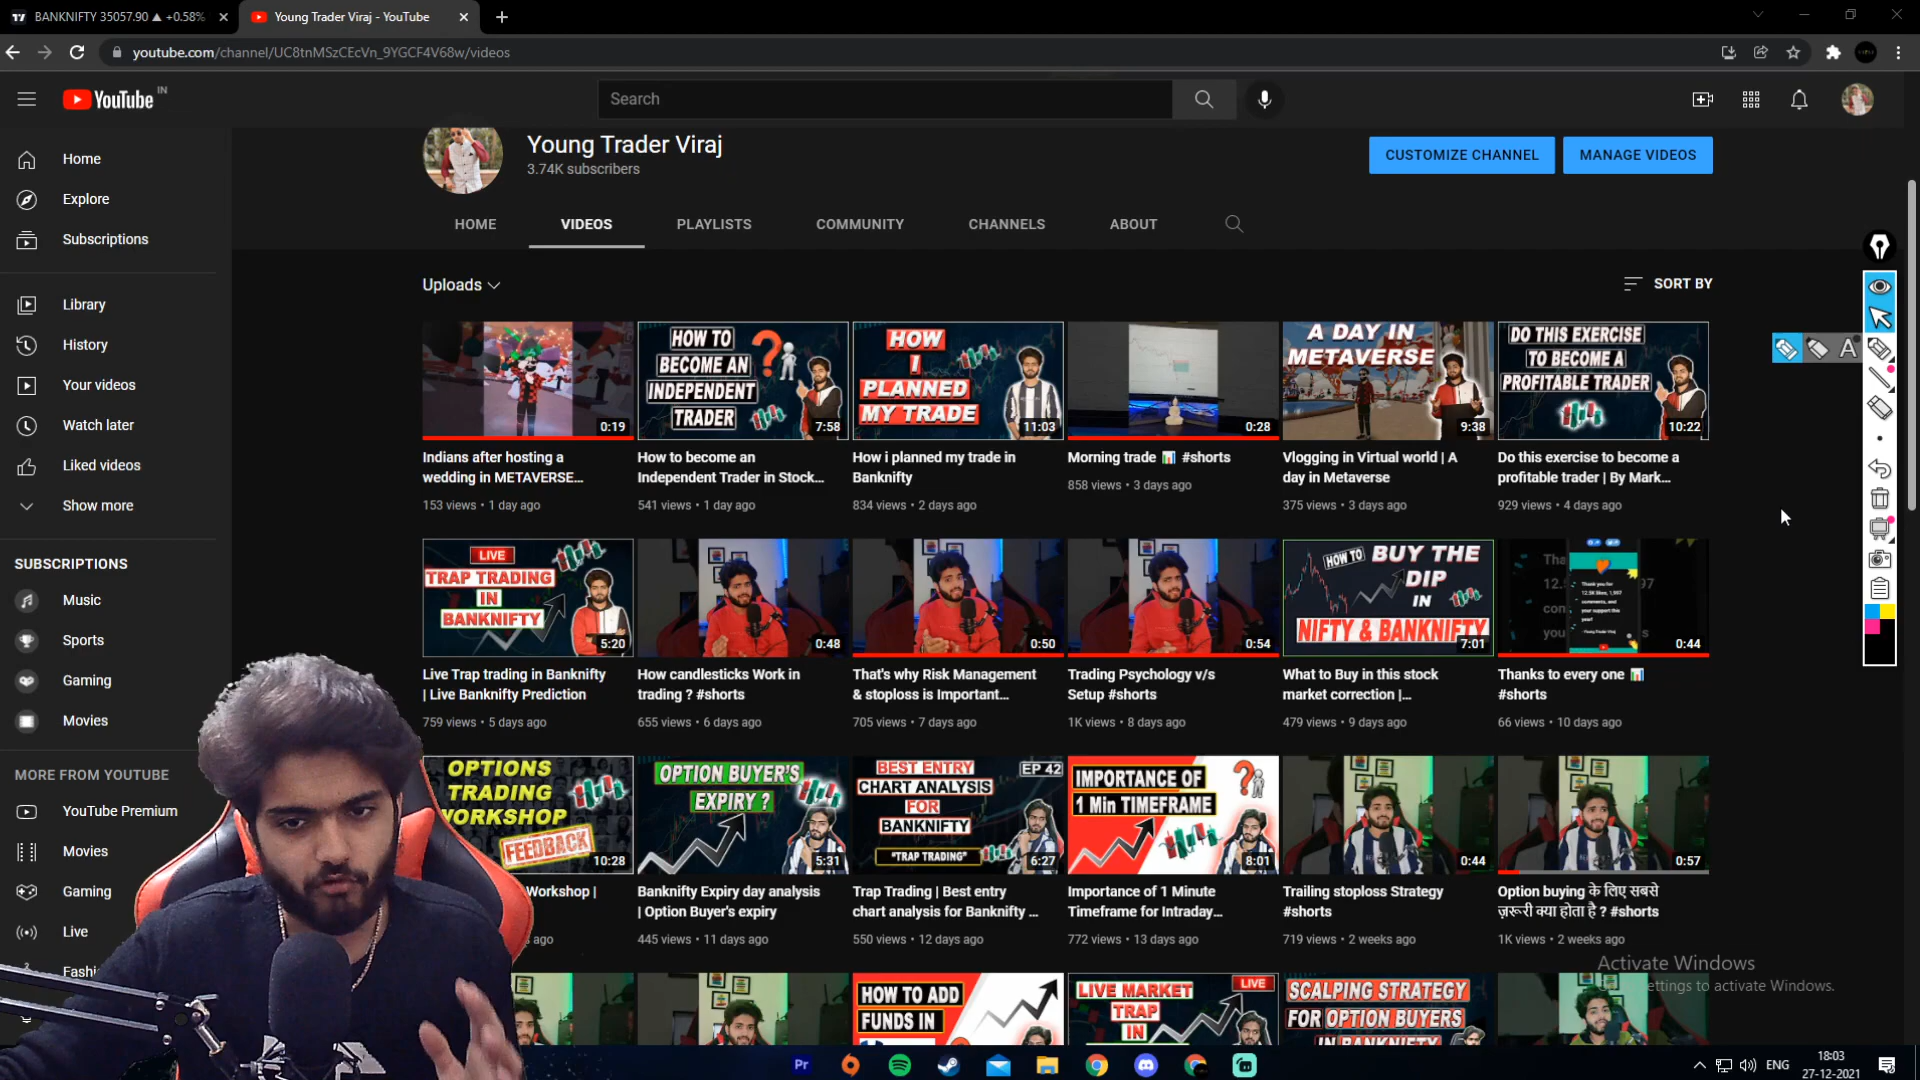 BANKNIFTY 35057.90 ▲ +0.58%
Young Trader Viraj - YouTube
youtube.com/channel/UC8tnMSzCEcVn_9YGCF4V68w/videos
YouTube IN
Search
Home
Explore
Subscriptions
Library
History
Your videos
Watch later
Liked videos
Show more
SUBSCRIPTIONS
Music
Sports
Gaming
Movies
MORE FROM YOUTUBE
YouTube Premium
Movies
Gaming
Live
Young Trader Viraj
3.74K subscribers
CUSTOMIZE CHANNEL
MANAGE VIDEOS
HOME
VIDEOS
PLAYLISTS
COMMUNITY
CHANNELS
ABOUT
Uploads
SORT BY
0:19
HOW TO
BECOME AN
INDEPENDENT
TRADER
7:58
HOW
I
PLANNED
MY TRADE
11:03
0:28
A DAY IN
METAVERSE
9:38
DO THIS EXERCISE
TO BECOME A
PROFITABLE TRADER
10:22
A
Indians after hosting a
wedding in METAVERSE...
153 views • 1 day ago
How to become an
Independent Trader in Stock...
541 views • 1 day ago
How i planned my trade in
Banknifty
834 views • 2 days ago
Morning trade 📊 #shorts
858 views • 3 days ago
Vlogging in Virtual world | A
day in Metaverse
375 views • 3 days ago
Do this exercise to become a
profitable trader | By Mark...
929 views • 4 days ago
LIVE
TRAP TRADING
IN
BANKNIFTY
5:20
0:48
0:50
0:54
HOW TO BUY THE
DIP
IN
NIFTY & BANKNIFTY
7:01
Thank you for
12.5K likes, 1,997
comments, and
your support this
year!
0:44
Live Trap trading in Banknifty
| Live Banknifty Prediction
759 views • 5 days ago
How candlesticks Work in
trading ? #shorts
655 views • 6 days ago
That's why Risk Management
& stoploss is Important...
705 views • 7 days ago
Trading Psychology v/s
Setup #shorts
1K views • 8 days ago
What to Buy in this stock
market correction |...
479 views • 9 days ago
Thanks to every one 📊
#shorts
66 views • 10 days ago
OPTIONS
TRADING
WORKSHOP
FEEDBACK
10:28
OPTION BUYER'S
EXPIRY ?
5:31
BEST ENTRY
CHART ANALYSIS
FOR
BANKNIFTY
"TRAP TRADING"
EP 42
6:27
IMPORTANCE OF
1 Min TIMEFRAME
8:01
0:44
0:57
Workshop |
ago
Banknifty Expiry day analysis
| Option Buyer's expiry
445 views • 11 days ago
Trap Trading | Best entry
chart analysis for Banknifty ...
550 views • 12 days ago
Importance of 1 Minute
Timeframe for Intraday...
772 views • 13 days ago
Trailing stoploss Strategy
#shorts
719 views • 2 weeks ago
Option buying के लिए सबसे
ज़रूरी क्या होता है ? #shorts
1K views • 2 weeks ago
HOW TO ADD
FUNDS IN
LIVE MARKET
TRAP
IN
LIVE
SCALPING STRATEGY
FOR OPTION BUYERS
IN BANKNIFTY
Activate Windows
ettings to activate Windows.
Pr
ENG
18:03
27-12-2021